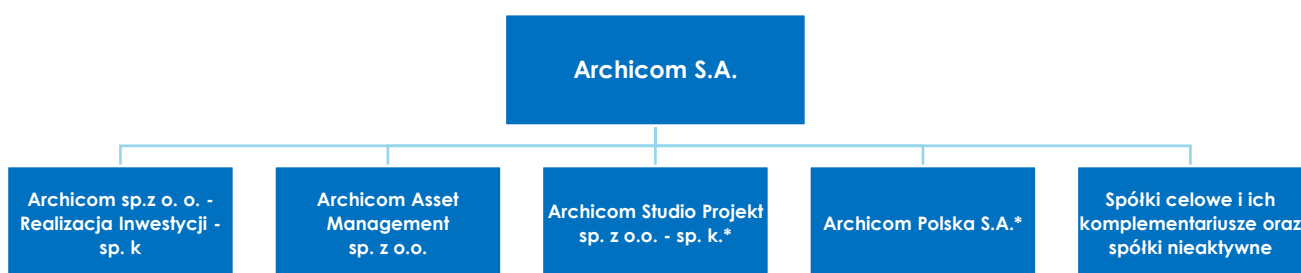 Archicom S.A.
Archicom sp.z o. o. -
Realizacja Inwestycji -
sp. k
Archicom Asset
Management
sp. z o.o.
Archicom Studio Projekt
sp. z o.o. - sp. k.*
Archicom Polska S.A.*
Spółki celowe i ich
komplementariusze oraz
spółki nieaktywne